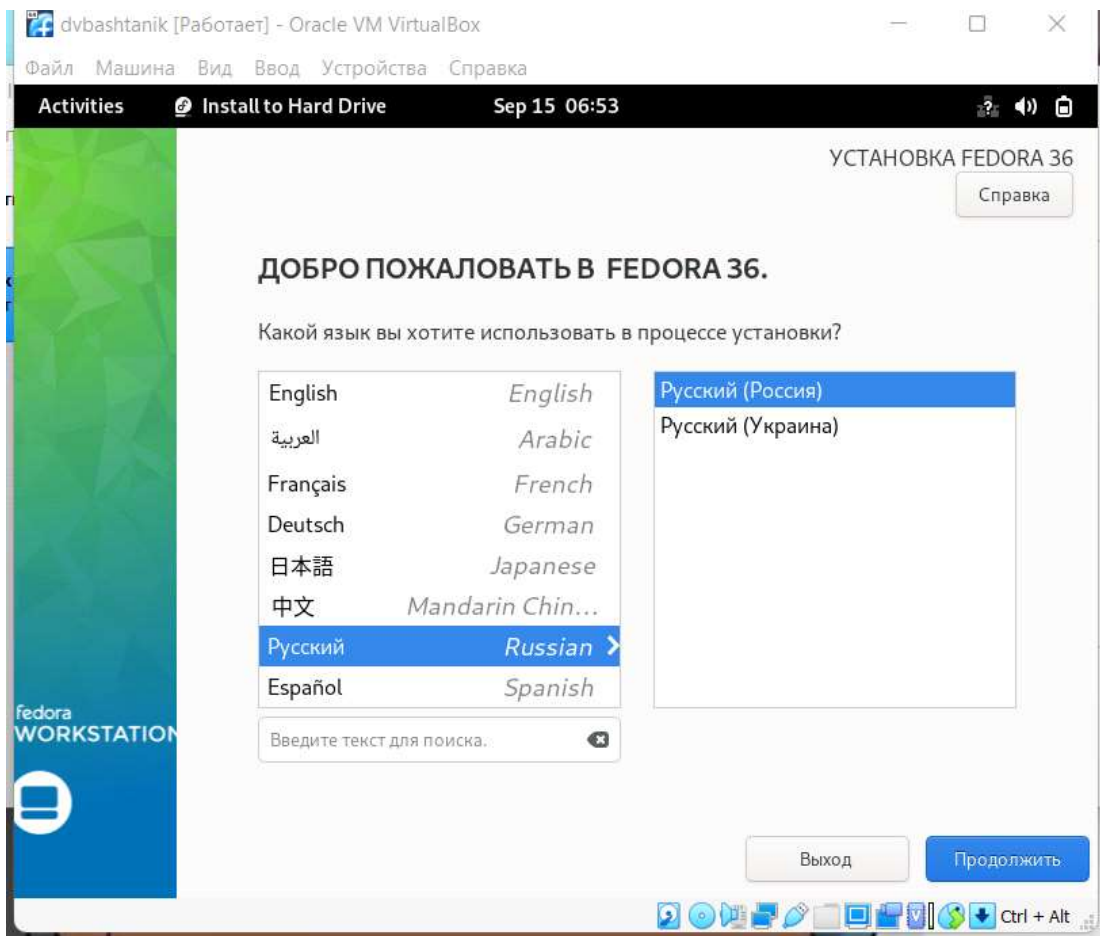 dvbashtanik [Работает] - Oracle VM VirtualBox
Файл Машина Вид Ввод Устройства Справка
Activities Install to Hard Drive Sep 15 06:53
УСТАНОВКА FEDORA 36
Справка
ДОБРО ПОЖАЛОВАТЬ В FEDORA 36.
Какой язык вы хотите использовать в процессе установки?
English English
العربية Arabic
Français French
Deutsch German
日本語 Japanese
中文 Mandarin Chin...
Русский Russian
Español Spanish
Русский (Россия)
Русский (Украина)
Введите текст для поиска.
fedora
WORKSTATION
Выход Продолжить
Ctrl + Alt